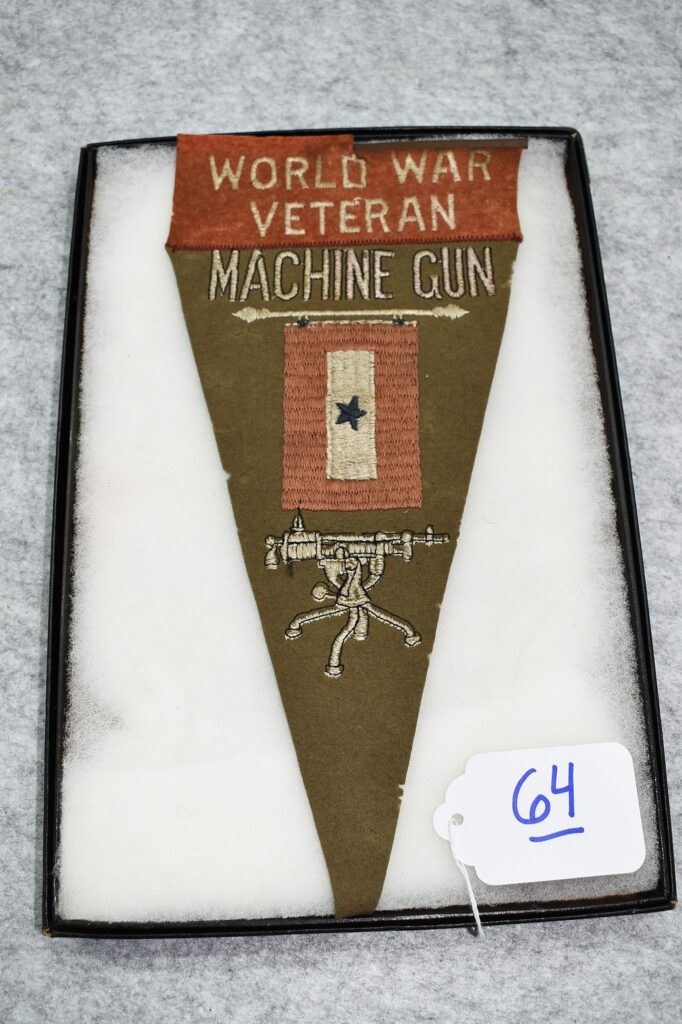 WORLD WAR
VETERAN
MACHINE GUN
64